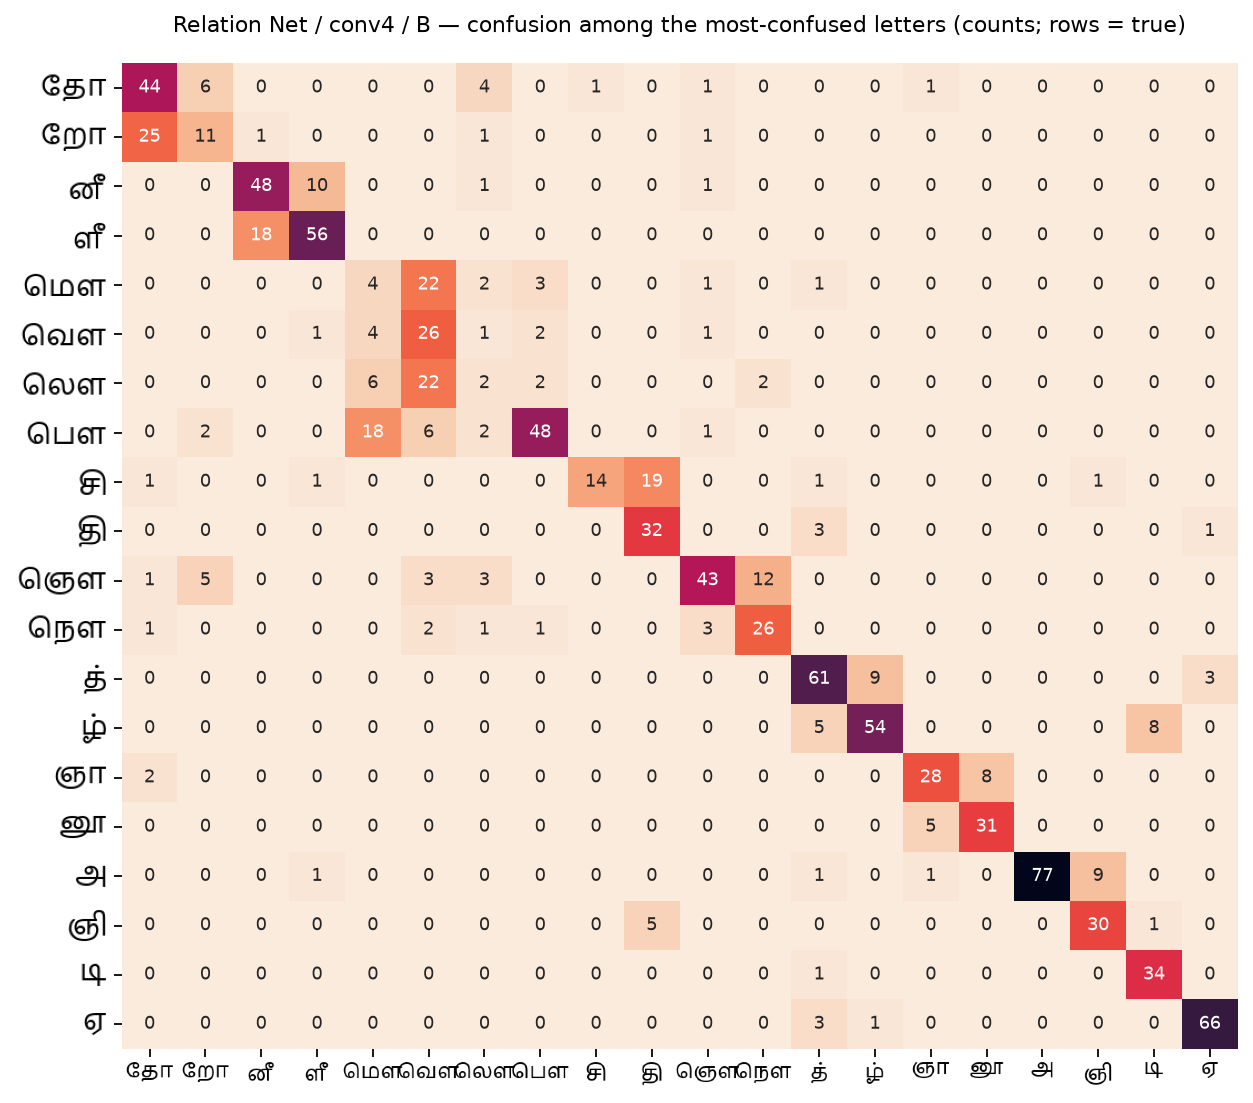 Relation Net / conv4 / B — confusion among the most-confused letters (counts; rows = true)
தோ 44 6 0 0 0 0 4 0 1 0 1 0 0 0 1 0 0 0 0 0
றோ 25 11 1 0 0 0 1 0 0 0 1 0 0 0 0 0 0 0 0 0
னீ 0 0 48 10 0 0 1 0 0 0 1 0 0 0 0 0 0 0 0 0
ளீ 0 0 18 56 0 0 0 0 0 0 0 0 0 0 0 0 0 0 0 0
மௌ 0 0 0 0 4 22 2 3 0 0 1 0 1 0 0 0 0 0 0 0
வௌ 0 0 0 1 4 26 1 2 0 0 1 0 0 0 0 0 0 0 0 0
லௌ 0 0 0 0 6 22 2 2 0 0 0 2 0 0 0 0 0 0 0 0
பௌ 0 2 0 0 18 6 2 48 0 0 1 0 0 0 0 0 0 0 0 0
சி 1 0 0 1 0 0 0 0 14 19 0 0 1 0 0 0 0 1 0 0
தி 0 0 0 0 0 0 0 0 0 32 0 0 3 0 0 0 0 0 0 1
ஞௌ 1 5 0 0 0 3 3 0 0 0 43 12 0 0 0 0 0 0 0 0
நௌ 1 0 0 0 0 2 1 1 0 0 3 26 0 0 0 0 0 0 0 0
த் 0 0 0 0 0 0 0 0 0 0 0 0 61 9 0 0 0 0 0 3
ழ் 0 0 0 0 0 0 0 0 0 0 0 0 5 54 0 0 0 0 8 0
ஞா 2 0 0 0 0 0 0 0 0 0 0 0 0 0 28 8 0 0 0 0
னூ 0 0 0 0 0 0 0 0 0 0 0 0 0 0 5 31 0 0 0 0
அ 0 0 0 1 0 0 0 0 0 0 0 0 1 0 1 0 77 9 0 0
ஞி 0 0 0 0 0 0 0 0 0 5 0 0 0 0 0 0 0 30 1 0
டி 0 0 0 0 0 0 0 0 0 0 0 0 1 0 0 0 0 0 34 0
ஏ 0 0 0 0 0 0 0 0 0 0 0 0 3 1 0 0 0 0 0 66
தோ றோ னீ ளீ மௌ வௌ லௌ பௌ சி தி ஞௌ நௌ த் ழ் ஞா னூ அ ஞி டி ஏ